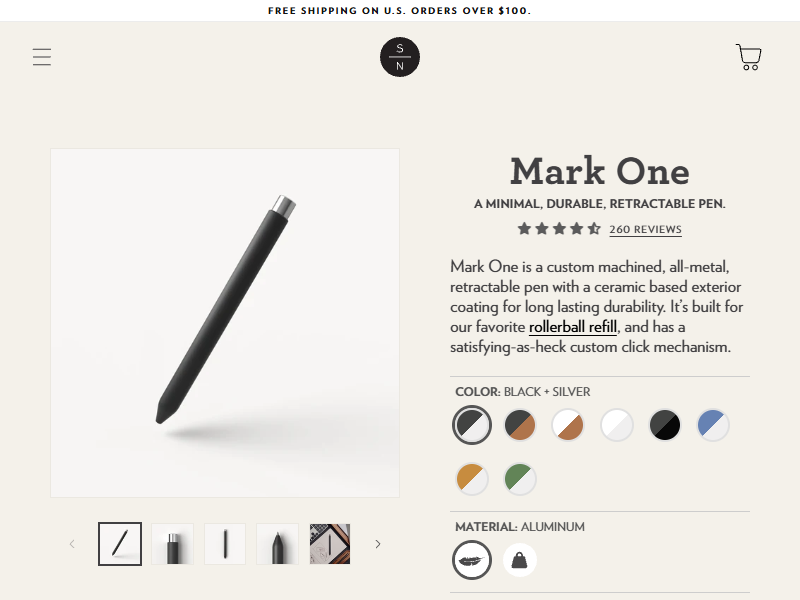 FREE SHIPPING ON U.S. ORDERS OVER $100.
S
N
Mark One
A MINIMAL, DURABLE, RETRACTABLE PEN.
260 REVIEWS
Mark One is a custom machined, all-metal,
retractable pen with a ceramic based exterior
coating for long lasting durability. It's built for
our favorite rollerball refill, and has a
satisfying-as-heck custom click mechanism.
COLOR: BLACK + SILVER
MATERIAL: ALUMINUM